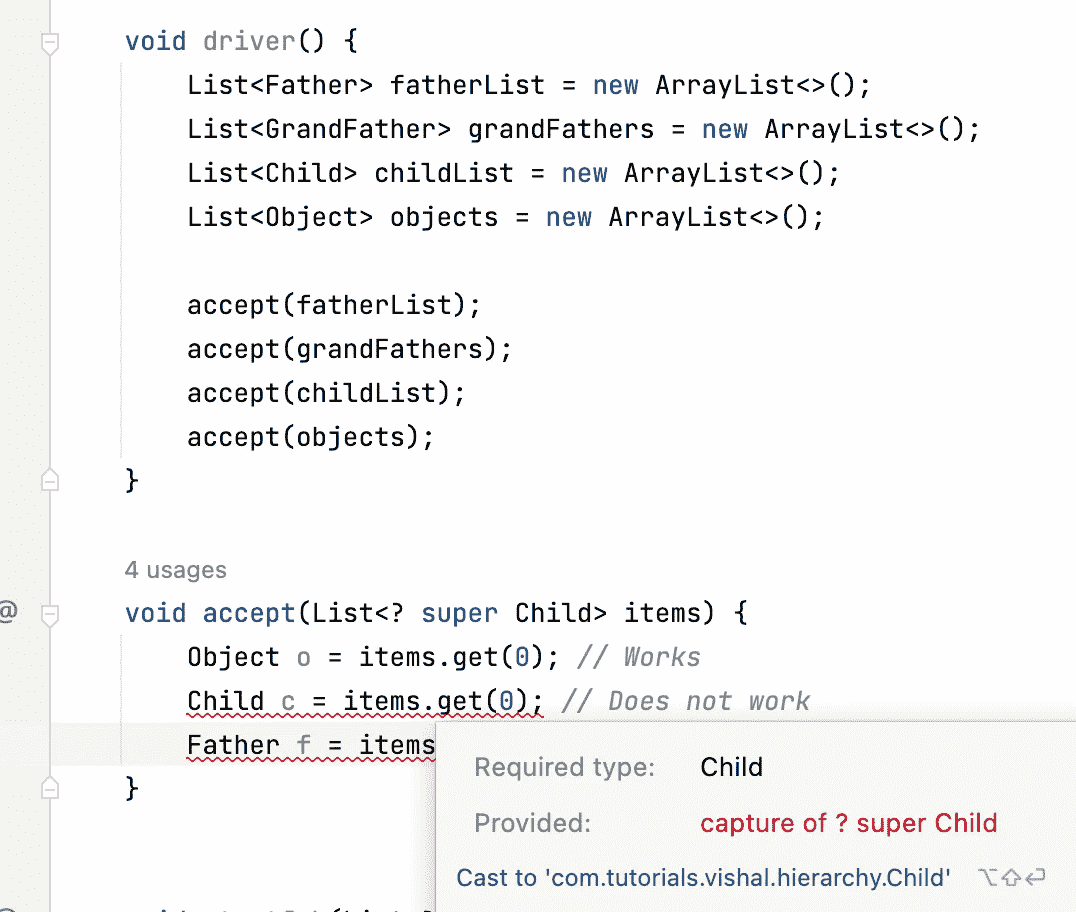 void driver() {
List<Father> fatherList = new ArrayList<>();
List<GrandFather> grandFathers = new ArrayList<>();
List<Child> childList = new ArrayList<>();
List<Object> objects = new ArrayList<>();
accept(fatherList);
accept(grandFathers);
accept(childList);
accept(objects);
}
4 usages
@
void accept(List<? super Child> items) {
Object o = items.get(0); // Works
Child c = items.get(0); // Does not work
Father f = items
}
Required type: Child
Provided: capture of ? super Child
Cast to 'com.tutorials.vishal.hierarchy.Child' ⌥⇧⏎